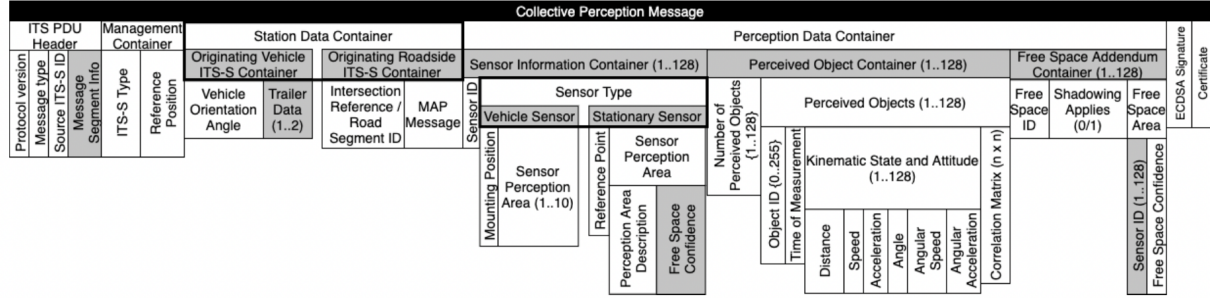 Collective Perception Message
ITS PDU
Header
Management
Container
Station Data Container
Perception Data Container
ECDSA Signature
Certificate
Protocol version
Message type
Source ITS-S ID
Message
Segment Info
ITS-S Type
Reference
Position
Originating Vehicle
ITS-S Container
Originating Roadside
ITS-S Container
Sensor Information Container (1..128)
Perceived Object Container (1..128)
Free Space Addendum
Container (1..128)
Vehicle
Orientation
Angle
Trailer
Data
(1..2)
Intersection
Reference /
Road
Segment ID
MAP
Message
Sensor ID
Sensor Type
Vehicle Sensor
Stationary Sensor
Mounting Position
Sensor
Perception
Area (1..10)
Reference Point
Sensor
Perception
Area
Perception Area
Description
Free Space
Confidence
Number of
Perceived Objects
{1..128}
Perceived Objects (1..128)
Object ID {0..255}
Time of Measurement
Kinematic State and Attitude
(1..128)
Distance
Speed
Acceleration
Angle
Angular
Speed
Angular
Acceleration
Correlation Matrix (n x n)
Free
Space
ID
Shadowing
Applies
(0/1)
Free
Space
Area
Sensor ID (1..128)
Free Space Confidence